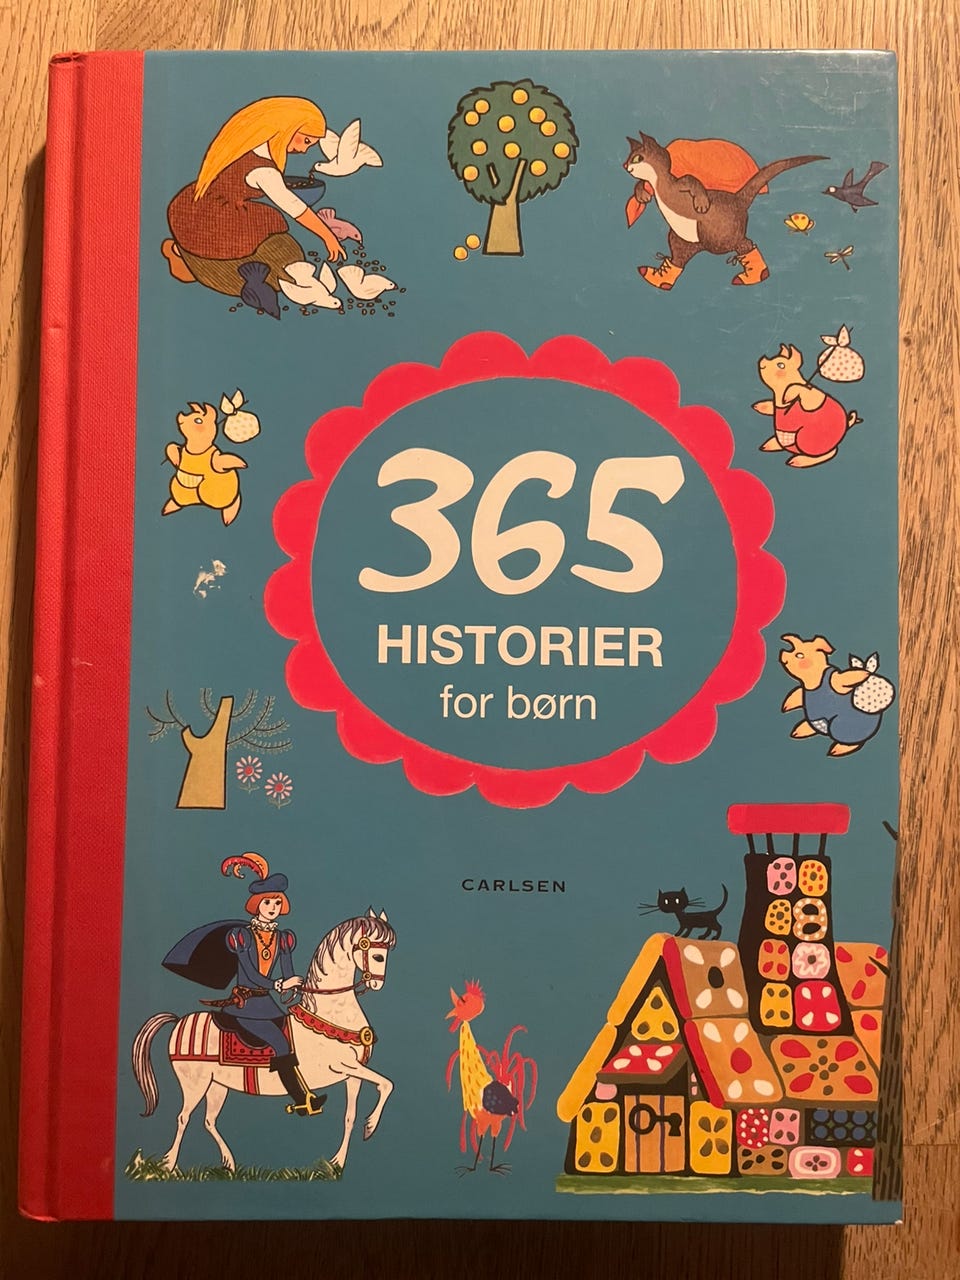 365
HISTORIER
for børn
CARLSEN